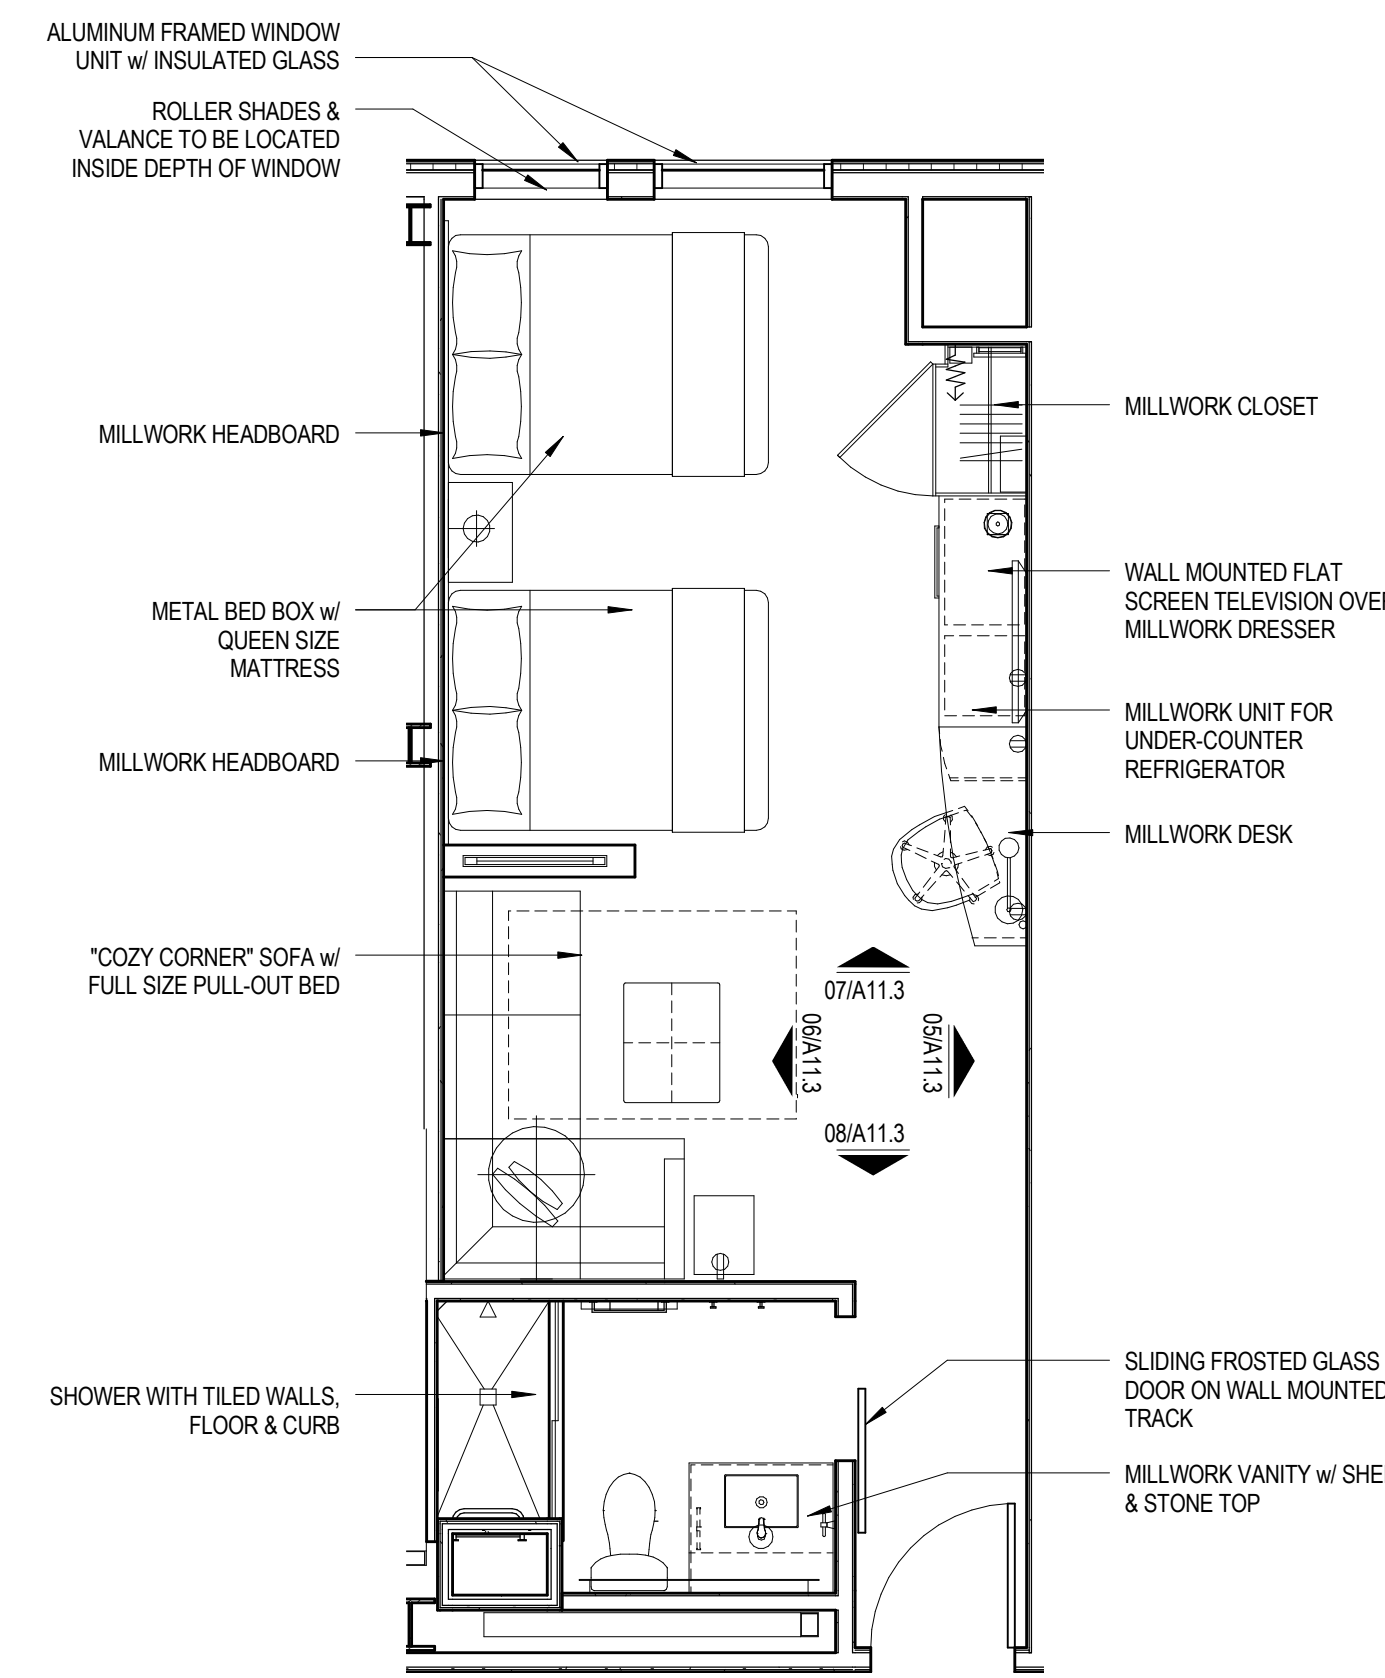 ALUMINUM FRAMED WINDOW
UNIT w/ INSULATED GLASS
ROLLER SHADES &
VALANCE TO BE LOCATED
INSIDE DEPTH OF WINDOW
MILLWORK HEADBOARD
METAL BED BOX w/
QUEEN SIZE
MATTRESS
MILLWORK HEADBOARD
"COZY CORNER" SOFA w/
FULL SIZE PULL-OUT BED
SHOWER WITH TILED WALLS,
FLOOR & CURB
07/A11.3
06/A11.3
05/A11.3
08/A11.3
MILLWORK CLOSET
WALL MOUNTED FLAT
SCREEN TELEVISION OVE
MILLWORK DRESSER
MILLWORK UNIT FOR
UNDER-COUNTER
REFRIGERATOR
MILLWORK DESK
SLIDING FROSTED GLASS
DOOR ON WALL MOUNTED
TRACK
MILLWORK VANITY w/ SHE
& STONE TOP